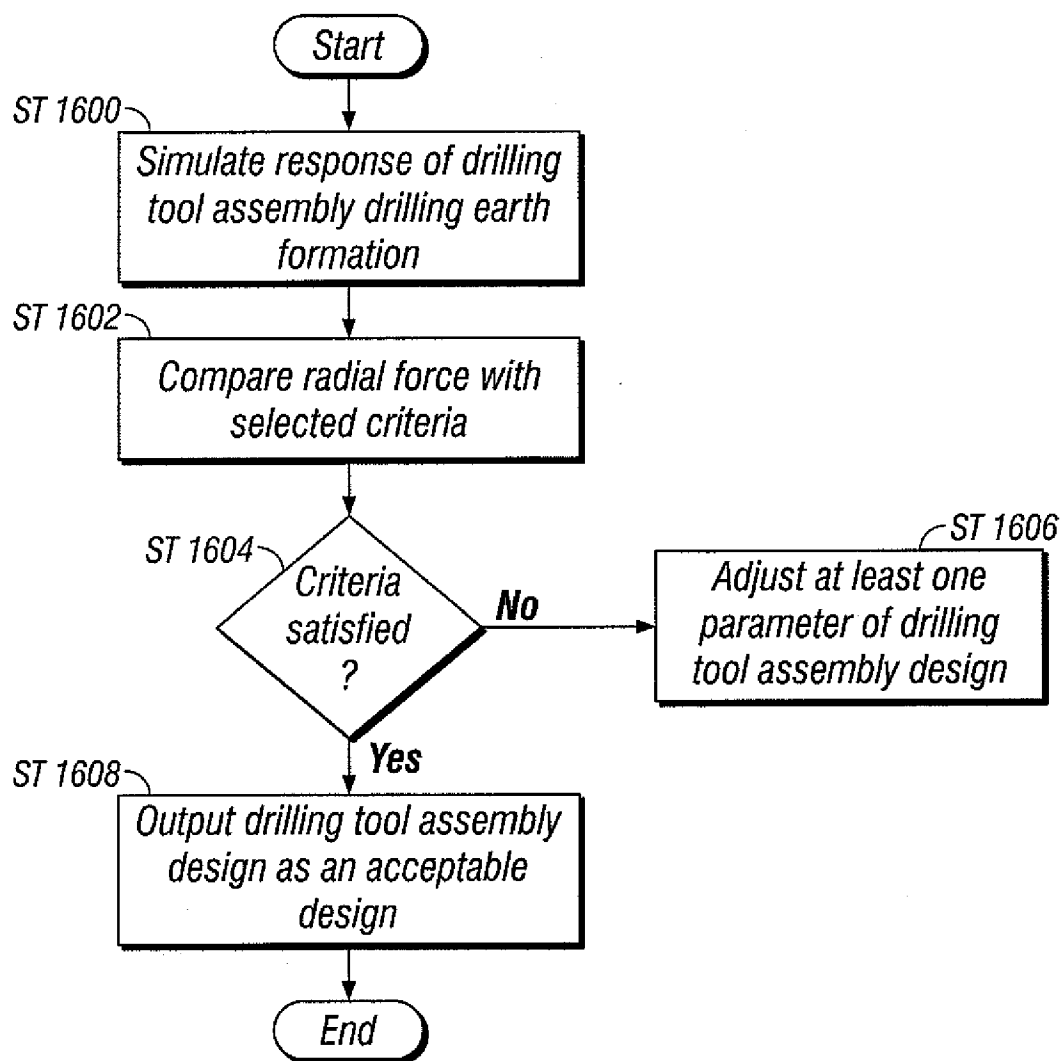 Start
ST 1600
Simulate response of drilling
tool assembly drilling earth
formation
ST 1602
Compare radial force with
selected criteria
ST 1604
Criteria
satisfied
?
No
ST 1606
Adjust at least one
parameter of drilling
tool assembly design
Yes
ST 1608
Output drilling tool assembly
design as an acceptable
design
End